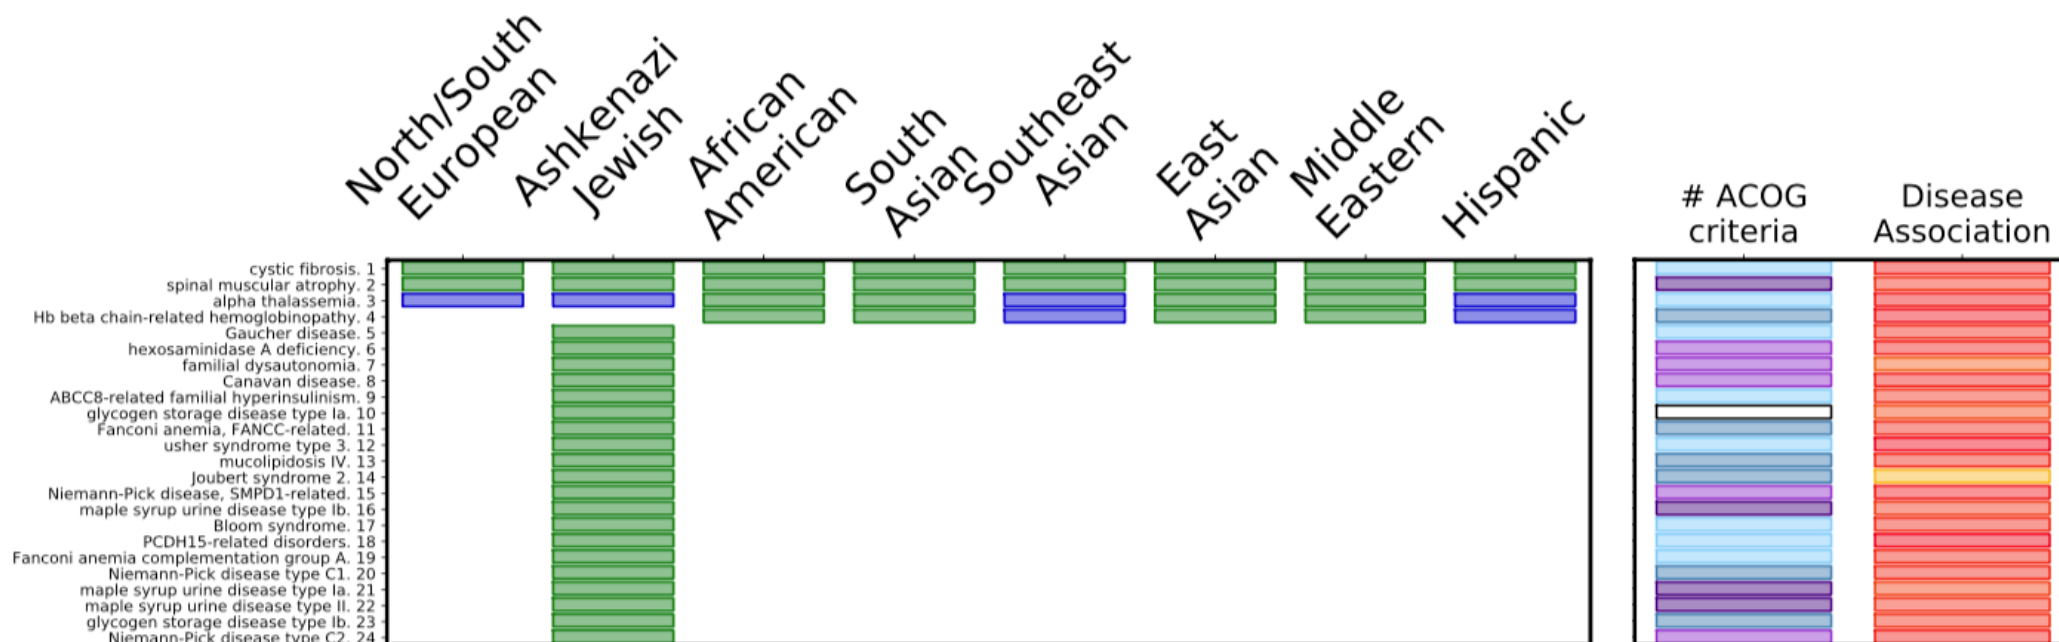 North/South
European
Ashkenazi
Jewish
African
American
South
Asian
Southeast
Asian
East
Asian
Middle
Eastern
Hispanic
# ACOG
criteria
Disease
Association
cystic fibrosis. 1
spinal muscular atrophy. 2
alpha thalassemia. 3
Hb beta chain-related hemoglobinopathy. 4
Gaucher disease. 5
hexosaminidase A deficiency. 6
familial dysautonomia. 7
Canavan disease. 8
ABCC8-related familial hyperinsulinism. 9
glycogen storage disease type Ia. 10
Fanconi anemia, FANCC-related. 11
usher syndrome type 3. 12
mucolipidosis IV. 13
Joubert syndrome 2. 14
Niemann-Pick disease, SMPD1-related. 15
maple syrup urine disease type Ib. 16
Bloom syndrome. 17
PCDH15-related disorders. 18
Fanconi anemia complementation group A. 19
Niemann-Pick disease type C1. 20
maple syrup urine disease type Ia. 21
maple syrup urine disease type II. 22
glycogen storage disease type Ib. 23
Niemann-Pick disease type C2. 24